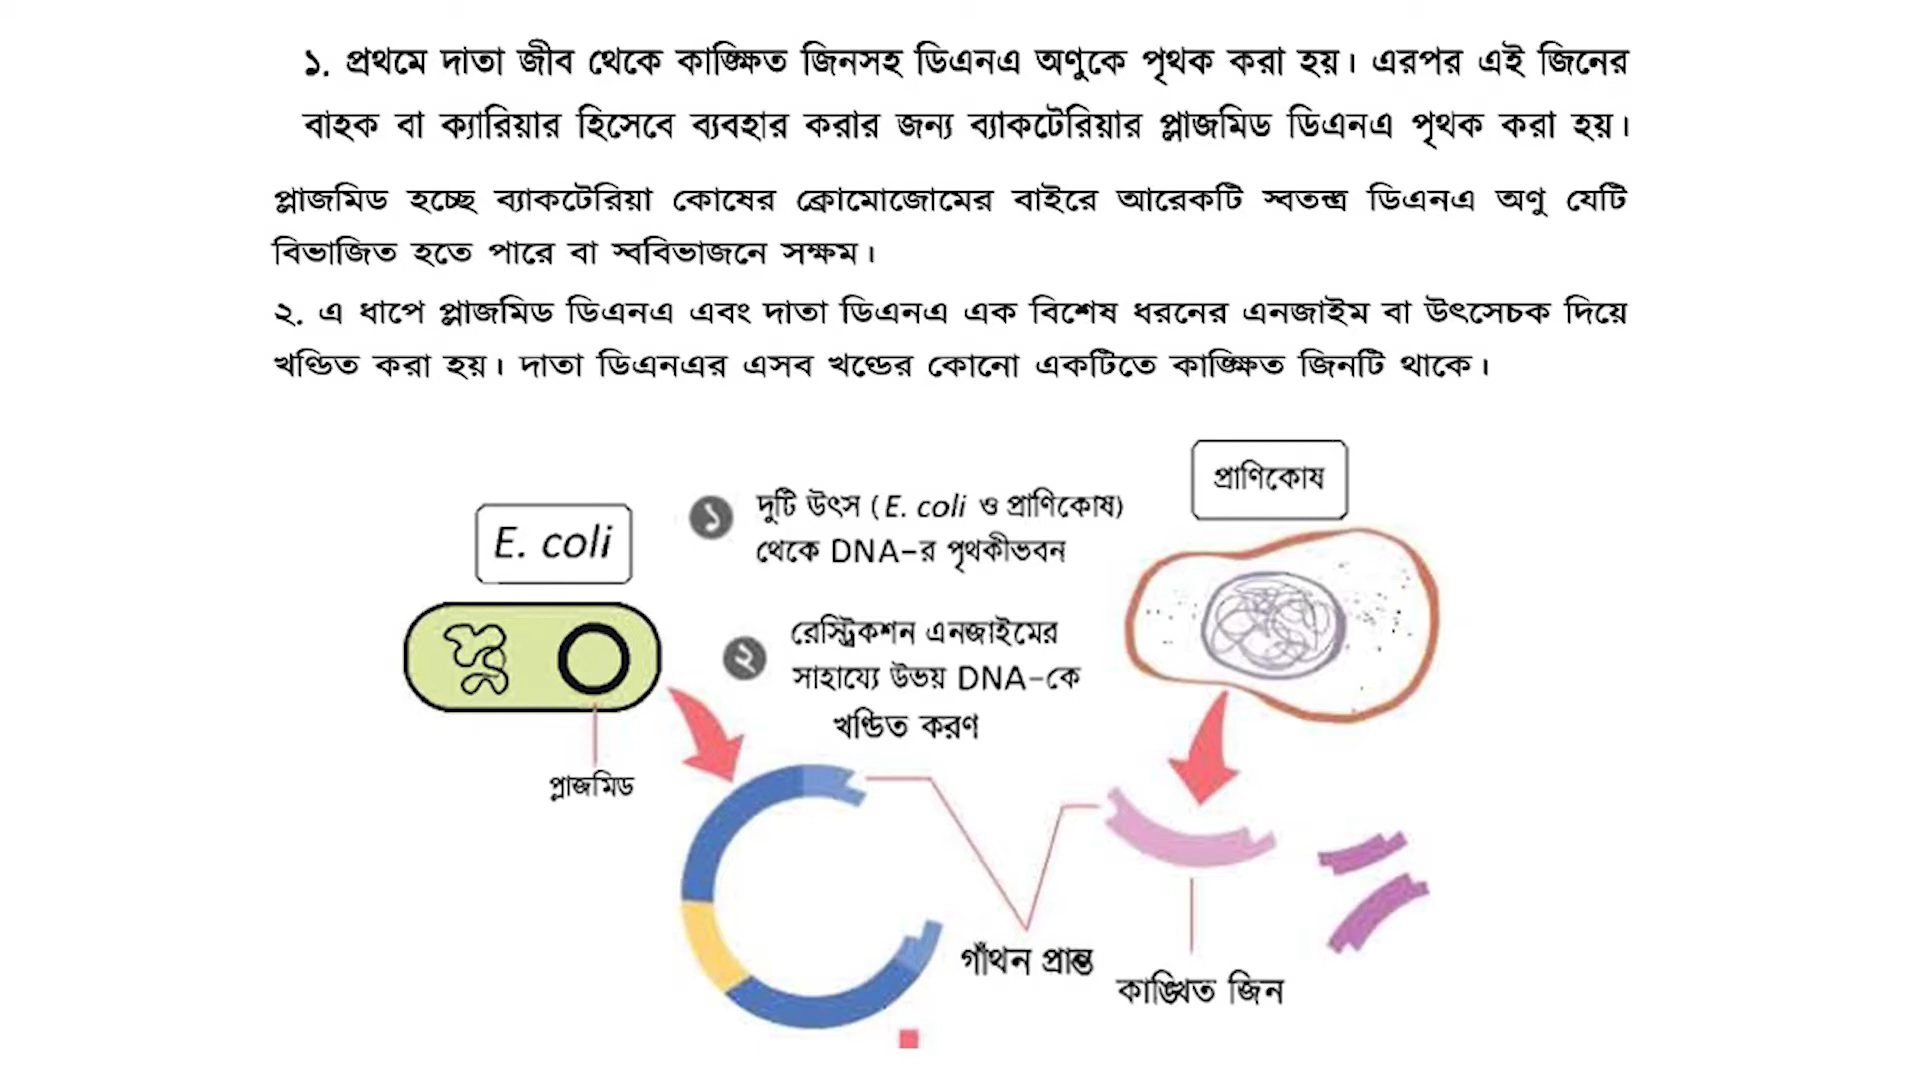 ১. প্রথমে দাতা জীব থেকে কাঙ্ক্ষিত জিনসহ ডিএনএ অণুকে পৃথক করা হয়। এরপর এই জিনের
বাহক বা ক্যারিয়ার হিসেবে ব্যবহার করার জন্য ব্যাকটেরিয়ার প্লাজমিড ডিএনএ পৃথক করা হয়।
প্লাজমিড হচ্ছে ব্যাকটেরিয়া কোষের ক্রোমোজোমের বাইরে আরেকটি স্বতন্ত্র ডিএনএ অণু যেটি
বিভাজিত হতে পারে বা স্ববিভাজনে সক্ষম।
২. এ ধাপে প্লাজমিড ডিএনএ এবং দাতা ডিএনএ এক বিশেষ ধরনের এনজাইম বা উৎসেচক দিয়ে
খণ্ডিত করা হয়। দাতা ডিএনএর এসব খণ্ডের কোনো একটিতে কাঙ্ক্ষিত জিনটি থাকে।
প্রাণিকোষ
E. coli
১ দুটি উৎস (E. coli ও প্রাণিকোষ)
থেকে DNA-র পৃথকীভবন
২ রেস্ট্রিকশন এনজাইমের
সাহায্যে উভয় DNA-কে
খণ্ডিত করণ
প্লাজমিড
গাঁথন প্রান্ত
কাঙ্খিত জিন